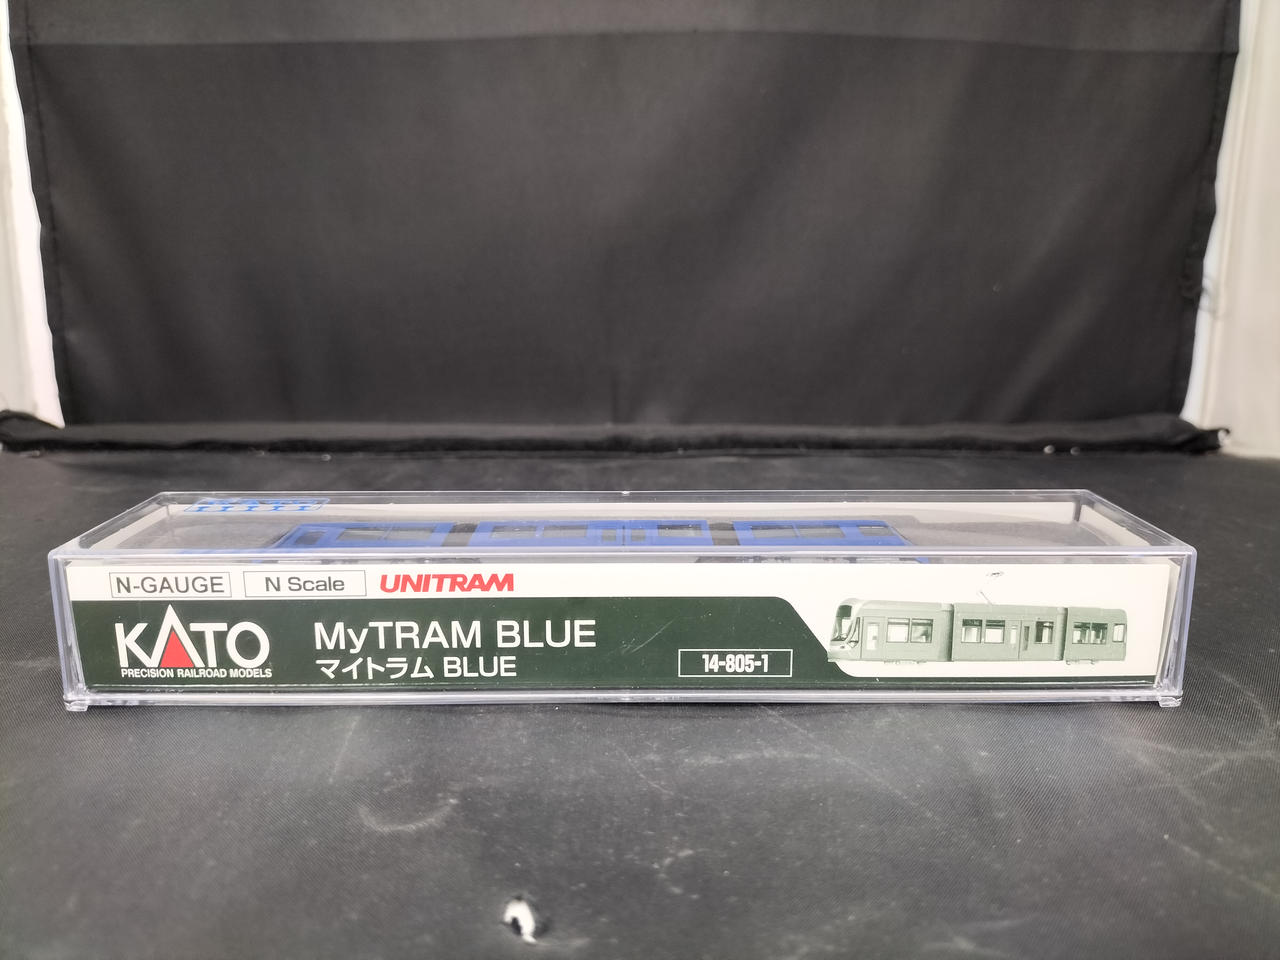 N-GAUGE N Scale UNITRAM
KATO
PRECISION RAILROAD MODELS
MyTRAM BLUE
マイトラム BLUE
14-805-1